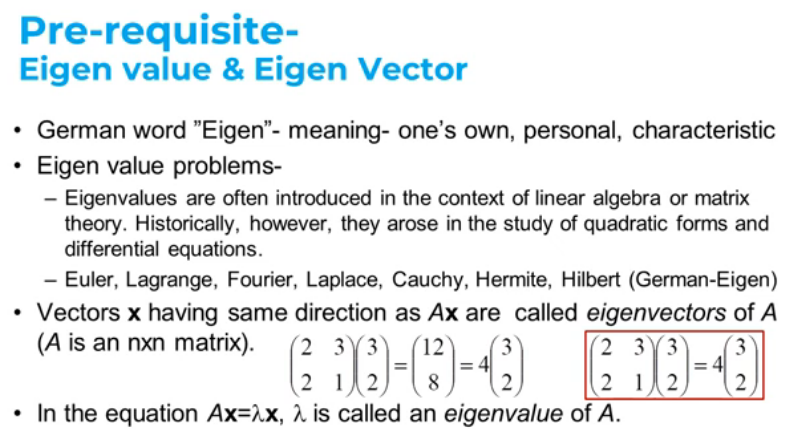 Pre-requisite-
Eigen value & Eigen Vector
• German word ”Eigen”- meaning- one’s own, personal, characteristic
• Eigen value problems-
– Eigenvalues are often introduced in the context of linear algebra or matrix
theory. Historically, however, they arose in the study of quadratic forms and
differential equations.
– Euler, Lagrange, Fourier, Laplace, Cauchy, Hermite, Hilbert (German-Eigen)
• Vectors x having same direction as Ax are called eigenvectors of A
(A is an nxn matrix). (2 3; 2 1)(3; 2) = (12; 8) = 4(3; 2) (2 3; 2 1)(3; 2) = 4(3; 2)
• In the equation Ax=λx, λ is called an eigenvalue of A.